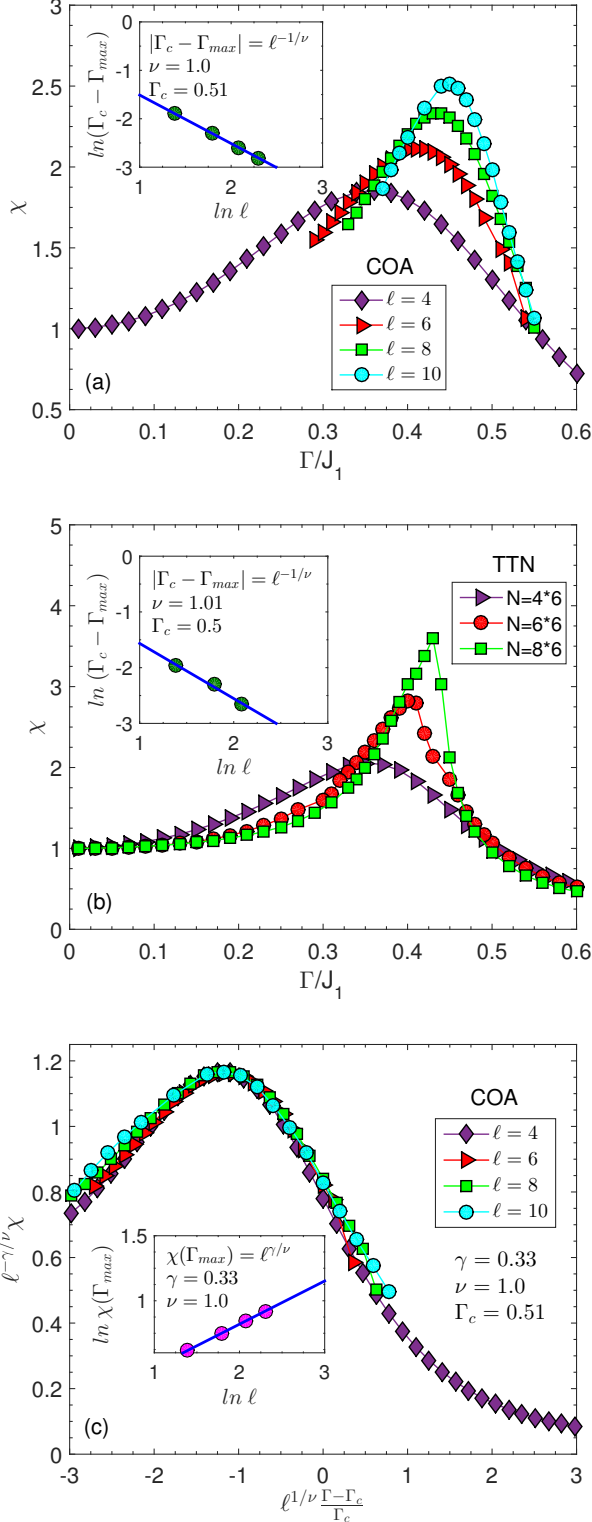 χ
3
2.5
2
1.5
1
0.5
0
0.1
0.2
0.3
0.4
0.5
0.6
Γ/J₁
(a)
COA
ℓ = 4
ℓ = 6
ℓ = 8
ℓ = 10
ln(Γc − Γmax)
0
-1
-2
-3
1
2
3
ln ℓ
|Γc − Γmax| = ℓ^{-1/ν}
ν = 1.0
Γc = 0.51
χ
5
4
3
2
1
0
0
0.1
0.2
0.3
0.4
0.5
0.6
Γ/J₁
(b)
TTN
N=4*6
N=6*6
N=8*6
ln (Γc − Γmax)
0
-1
-2
-3
1
2
3
ln ℓ
|Γc − Γmax| = ℓ^{-1/ν}
ν = 1.01
Γc = 0.5
ℓ^{-γ/ν}χ
1.2
1
0.8
0.6
0.4
0.2
0
-3
-2
-1
0
1
2
3
ℓ^{1/ν} (Γ−Γc)/Γc
(c)
COA
ℓ = 4
ℓ = 6
ℓ = 8
ℓ = 10
γ = 0.33
ν = 1.0
Γc = 0.51
ln χ(Γmax)
1.5
1
1
2
3
ln ℓ
χ(Γmax) = ℓ^{γ/ν}
γ = 0.33
ν = 1.0